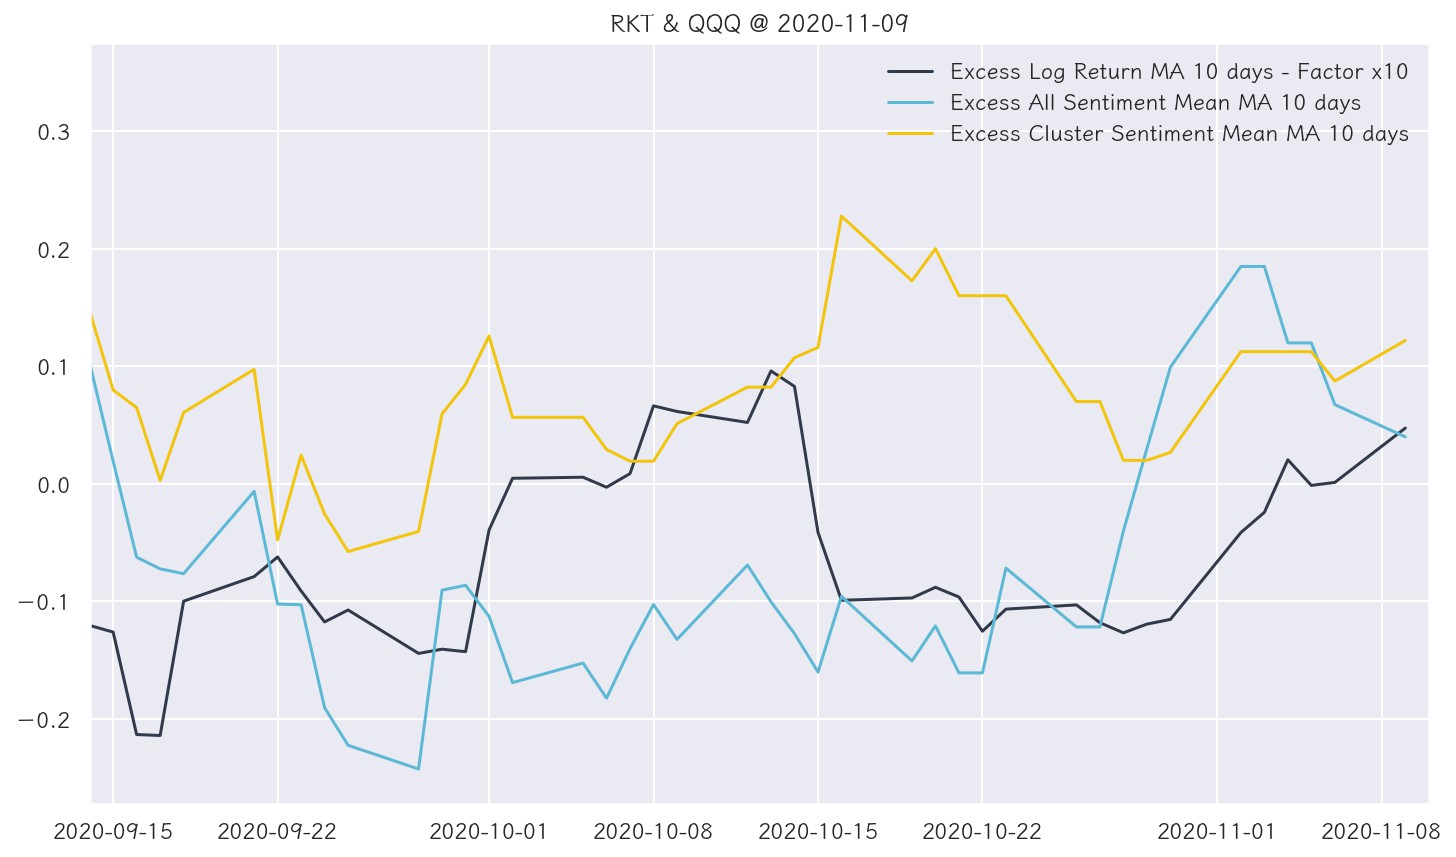 RKT & QQQ @ 2020-11-09
Excess Log Return MA 10 days - Factor x10
Excess All Sentiment Mean MA 10 days
Excess Cluster Sentiment Mean MA 10 days
0.3
0.2
0.1
0.0
−0.1
−0.2
2020-09-15 2020-09-22 2020-10-01 2020-10-08 2020-10-15 2020-10-22 2020-11-01 2020-11-08